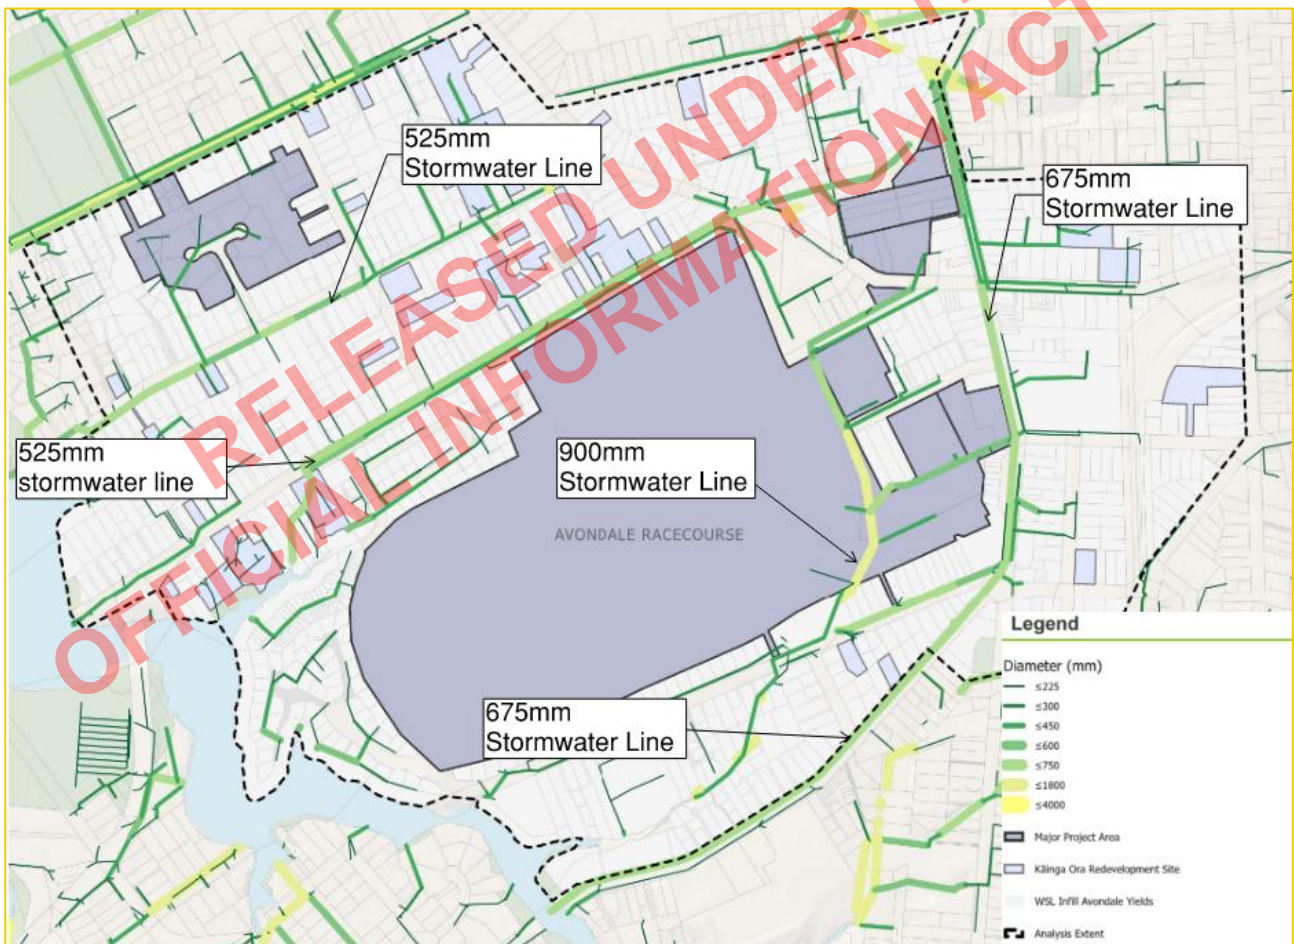 RELEASED UNDER THE
OFFICIAL INFORMATION ACT
525mm
Stormwater Line
675mm
Stormwater Line
525mm
stormwater line
900mm
Stormwater Line
AVONDALE RACECOURSE
675mm
Stormwater Line
Legend
Diameter (mm)
≤225
≤300
≤450
≤600
≤750
≤1800
≤4000
Major Project Area
Kāinga Ora Redevelopment Site
WSL Infill Avondale Yields
Analysis Extent